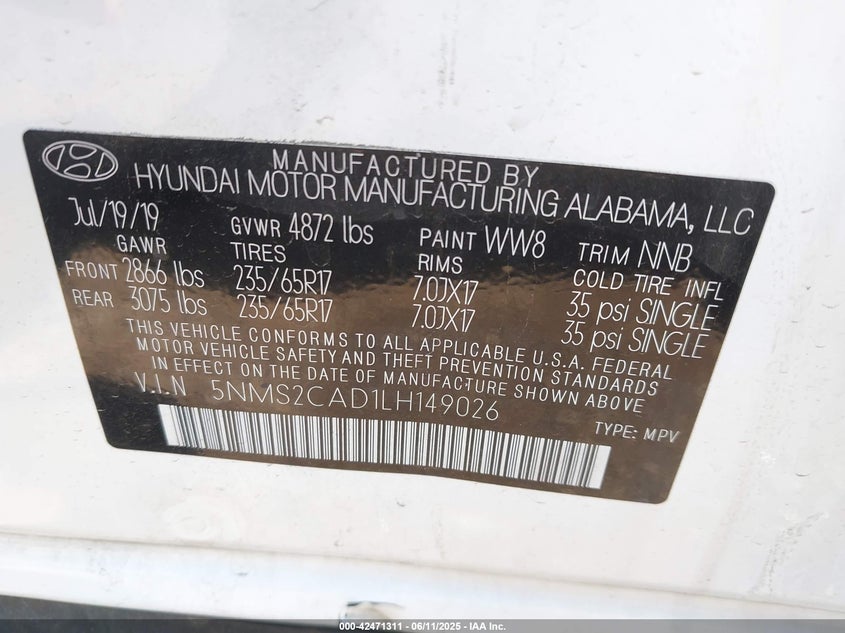 MANUFACTURED BY
HYUNDAI MOTOR MANUFACTURING ALABAMA, LLC
Jul/19/19 GVWR 4872 lbs PAINT WW8 TRIM NNB
GAWR TIRES RIMS COLD TIRE INFL
FRONT 2866 lbs 235/65R17 7.0JX17 35 psi SINGLE
REAR 3075 lbs 235/65R17 7.0JX17 35 psi SINGLE
THIS VEHICLE CONFORMS TO ALL APPLICABLE U.S.A. FEDERAL
MOTOR VEHICLE SAFETY AND THEFT PREVENTION STANDARDS
IN EFFECT ON THE DATE OF MANUFACTURE SHOWN ABOVE
V.I.N 5NMS2CAD1LH149026
TYPE: MPV
000-42471311 - 06/11/2025 - IAA Inc.